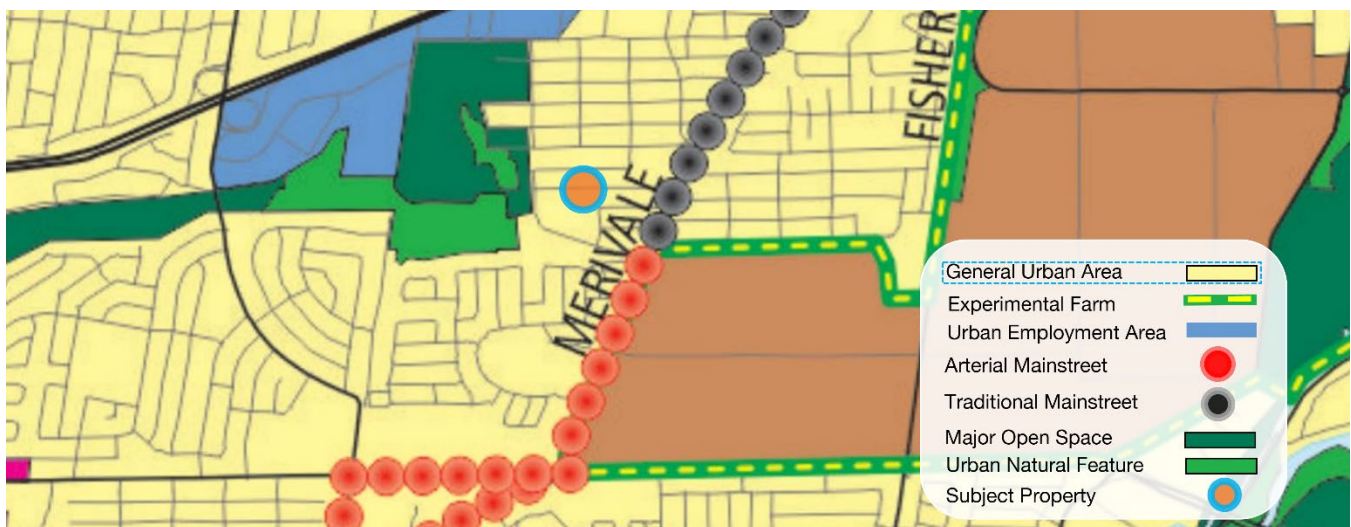 FISHER
MERIVALE
General Urban Area
Experimental Farm
Urban Employment Area
Arterial Mainstreet
Traditional Mainstreet
Major Open Space
Urban Natural Feature
Subject Property